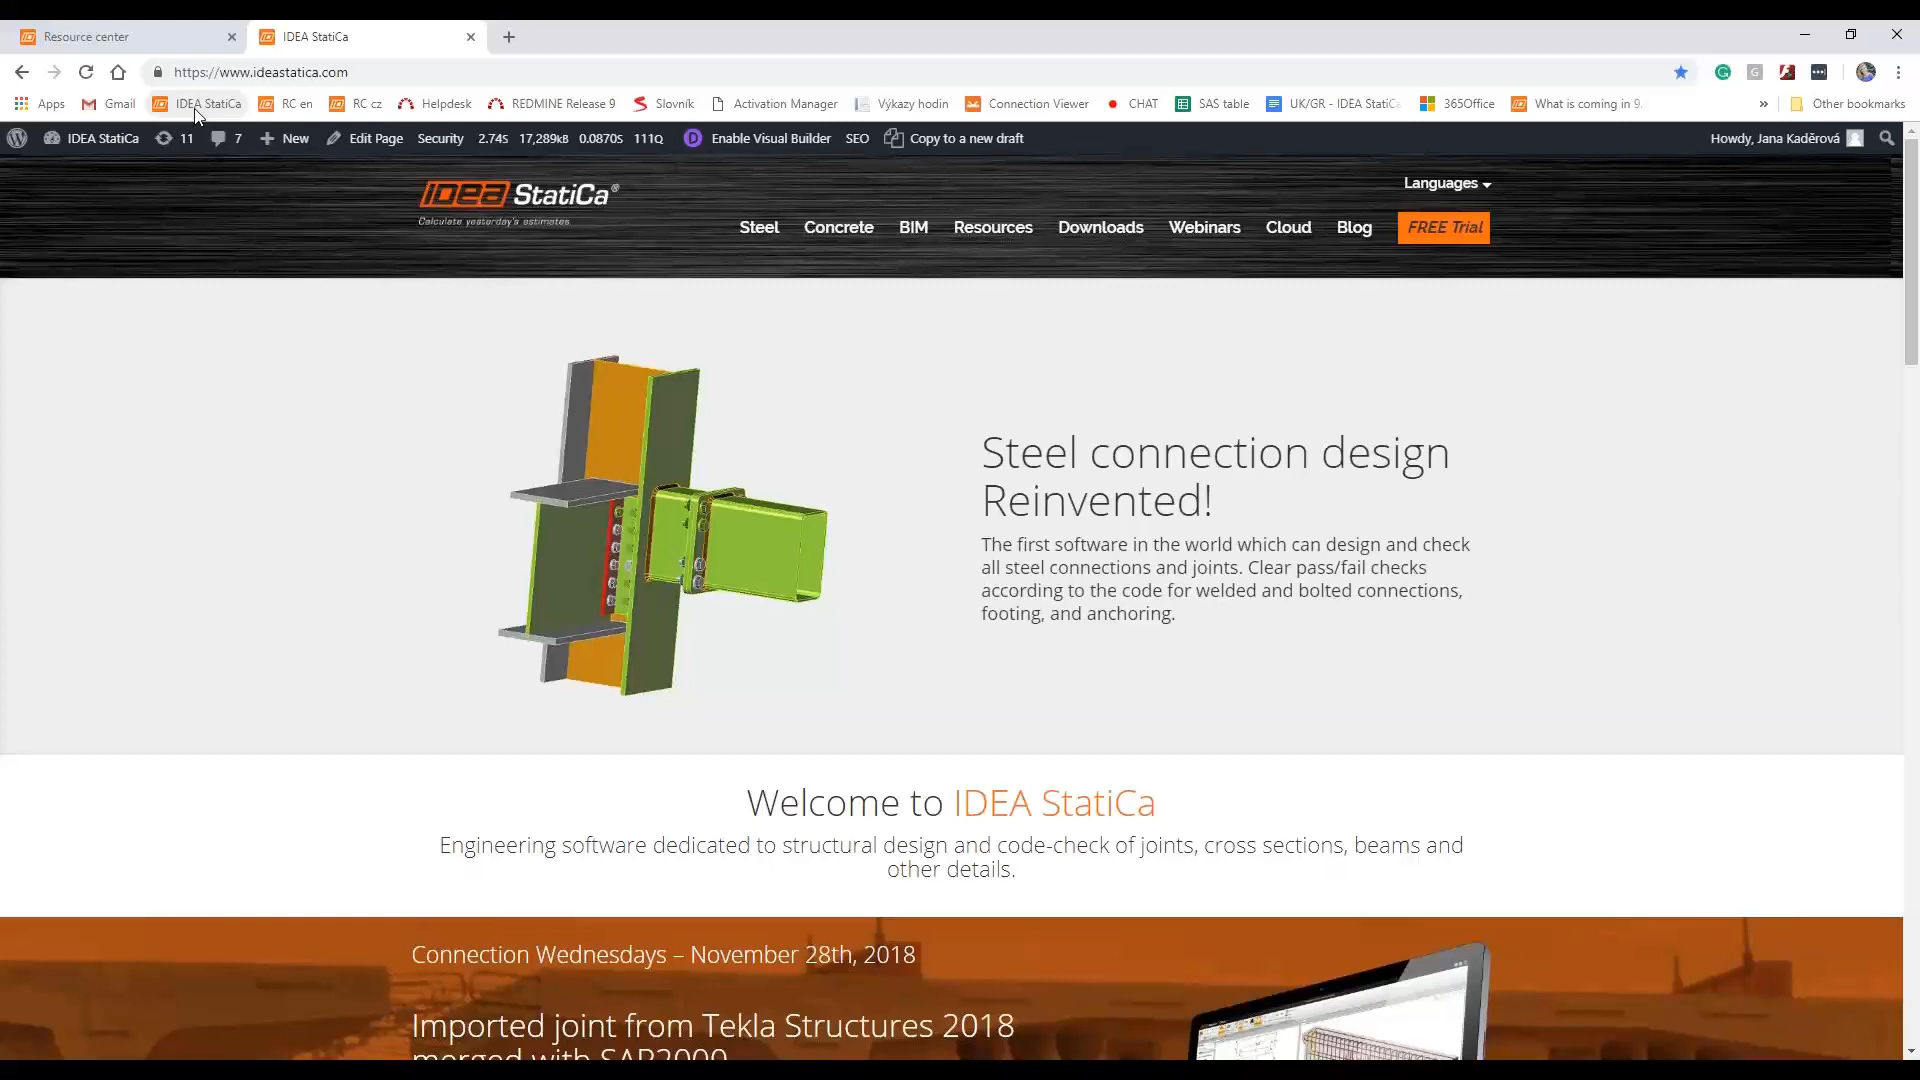 Resource center
IDEA StatiCa
https://www.ideastatica.com
Apps Gmail IDEA StatiCa RC en RC cz Helpdesk REDMINE Release 9 Slovník Activation Manager Výkazy hodin Connection Viewer CHAT SAS table UK/GR - IDEA StatiC 365Office What is coming in 9. » Other bookmarks
IDEA StatiCa 11 7 New Edit Page Security 2.74s 17,289kB 0.0870s 111Q D Enable Visual Builder SEO Copy to a new draft Howdy, Jana Kaděrová
IDEA StatiCa®
Calculate yesterday's estimates
Languages
Steel Concrete BIM Resources Downloads Webinars Cloud Blog FREE Trial
Steel connection design
Reinvented!
The first software in the world which can design and check
all steel connections and joints. Clear pass/fail checks
according to the code for welded and bolted connections,
footing, and anchoring.
Welcome to IDEA StatiCa
Engineering software dedicated to structural design and code-check of joints, cross sections, beams and
other details.
Connection Wednesdays – November 28th, 2018
Imported joint from Tekla Structures 2018
merged with SAP2000